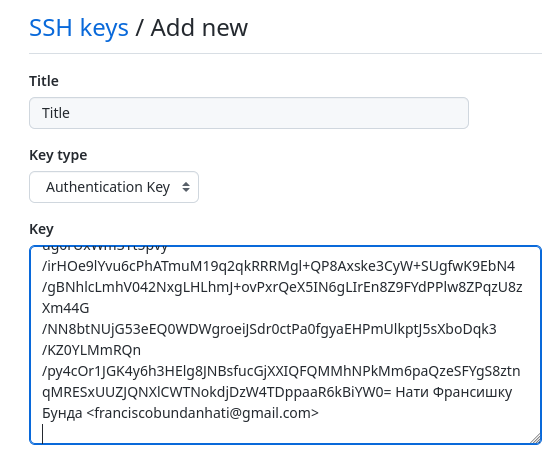 SSH keys / Add new
Title
Title
Key type
Authentication Key
Key
/irHOe9lYvu6cPhATmuM19q2qkRRRMgl+QP8Axske3CyW+SUgfwK9EbN4
/gBNhlcLmhV042NxgLHLhmJ+ovPxrQeX5IN6gLIrEn8Z9FYdPPlw8ZPqzU8z
Xm44G
/NN8btNUjG53eEQ0WDWgroeiJSdr0ctPa0fgyaEHPmUlkptJ5sXboDqk3
/KZ0YLMmRQn
/py4cOr1JGK4y6h3HElg8JNBsfucGjXXIQFQMMhNPkMm6paQzeSFYgS8ztn
qMRESxUUZJQNXlCWTNokdjDzW4TDppaaR6kBiYW0= Нати Франсишку
Бунда <franciscobundanhati@gmail.com>